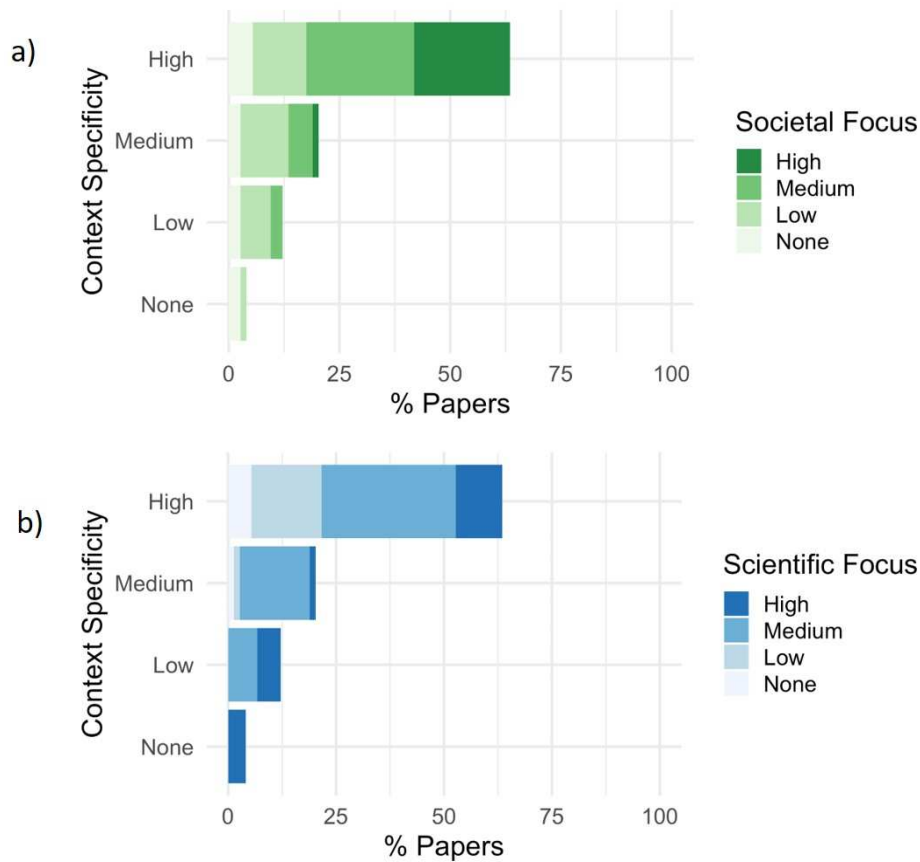 a)
Context Specificity
High
Medium
Low
None
0 25 50 75 100
% Papers
Societal Focus
High
Medium
Low
None
b)
Context Specificity
High
Medium
Low
None
0 25 50 75 100
% Papers
Scientific Focus
High
Medium
Low
None